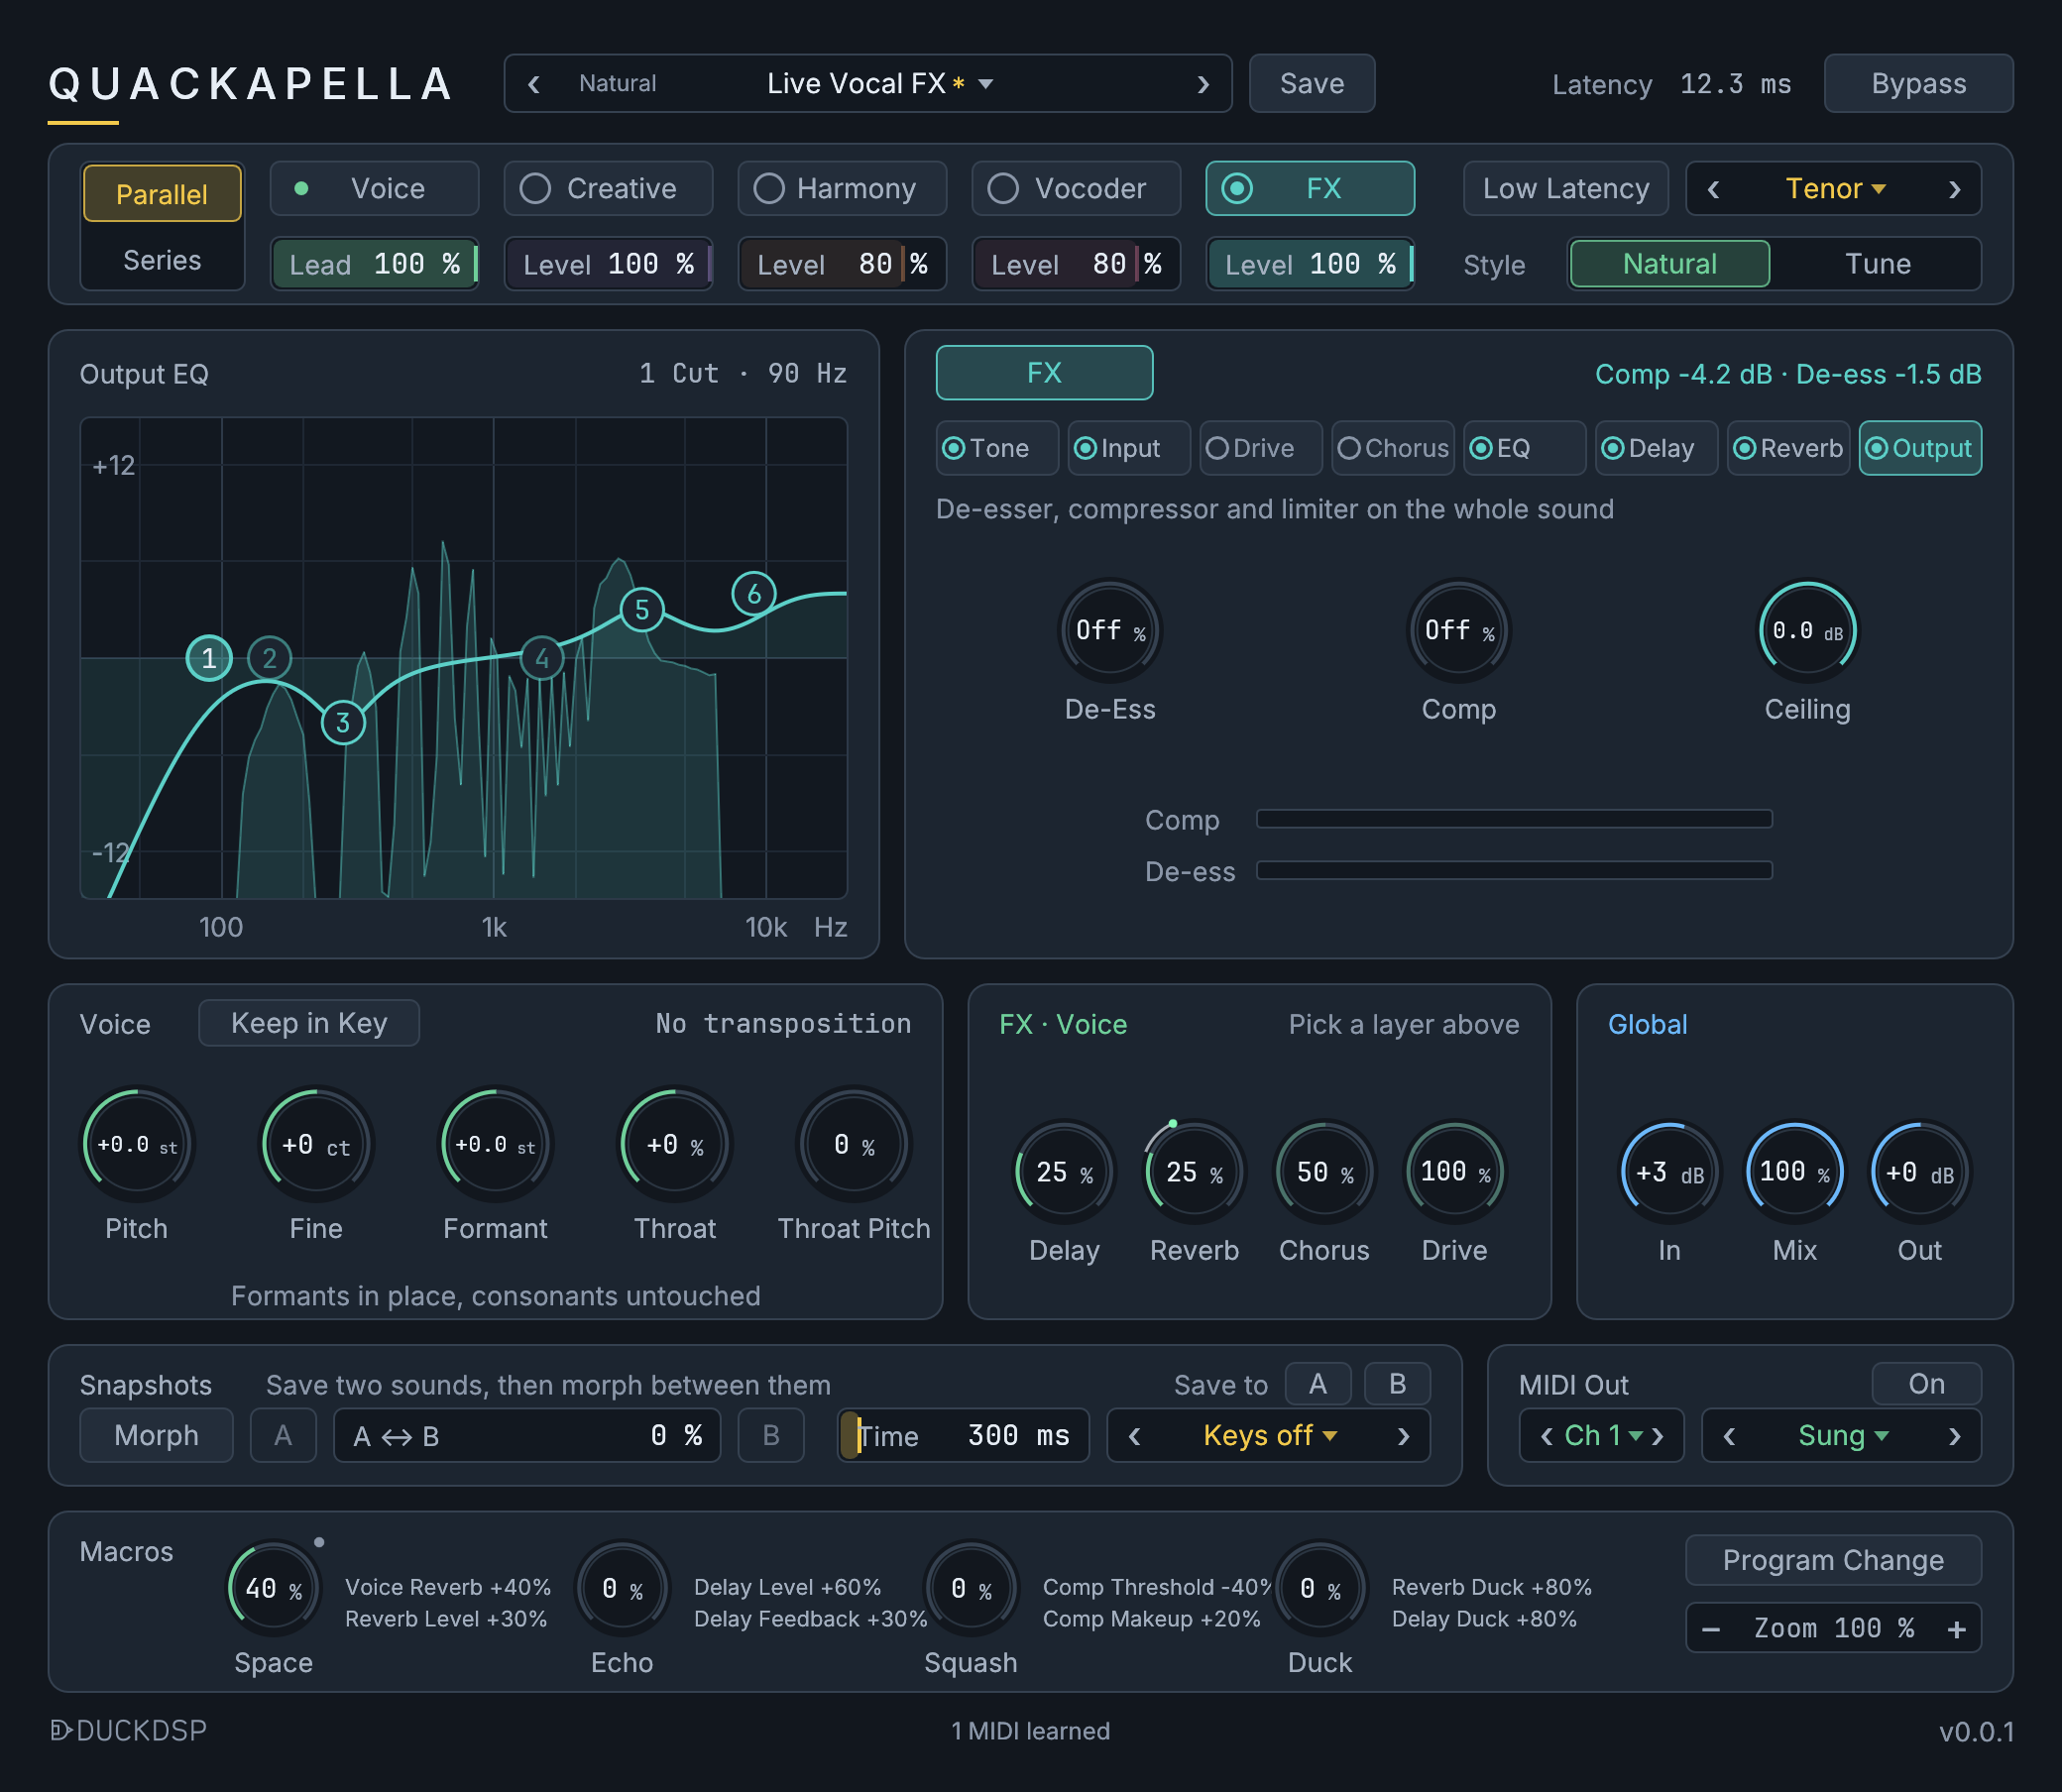 QUACKAPELLA
‹ Natural Live Vocal FX * ›
Save
Latency 12.3 ms
Bypass
Parallel
Voice
Creative
Harmony
Vocoder
FX
Low Latency
‹ Tenor ›
Series
Lead 100 %
Level 100 %
Level 80 %
Level 80 %
Level 100 %
Style
Natural
Tune
Output EQ
1 Cut · 90 Hz
+12
-12
1
2
3
4
5
6
100
1k
10k
Hz
FX
Comp -4.2 dB · De-ess -1.5 dB
Tone
Input
Drive
Chorus
EQ
Delay
Reverb
Output
De-esser, compressor and limiter on the whole sound
Off %
Off %
0.0 dB
De-Ess
Comp
Ceiling
Comp
De-ess
Voice
Keep in Key
No transposition
+0.0 st
+0 ct
+0.0 st
+0 %
0 %
Pitch
Fine
Formant
Throat
Throat Pitch
Formants in place, consonants untouched
FX · Voice
Pick a layer above
25 %
25 %
50 %
100 %
Delay
Reverb
Chorus
Drive
Global
+3 dB
100 %
+0 dB
In
Mix
Out
Snapshots
Save two sounds, then morph between them
Save to
A
B
Morph
A
A ↔ B 0 %
B
Time 300 ms
‹ Keys off ›
MIDI Out
On
‹ Ch 1 ›
‹ Sung ›
Macros
40 %
Space
Voice Reverb +40%
Reverb Level +30%
0 %
Echo
Delay Level +60%
Delay Feedback +30%
0 %
Squash
Comp Threshold -40%
Comp Makeup +20%
0 %
Duck
Reverb Duck +80%
Delay Duck +80%
Program Change
− Zoom 100 % +
DUCKDSP
1 MIDI learned
v0.0.1